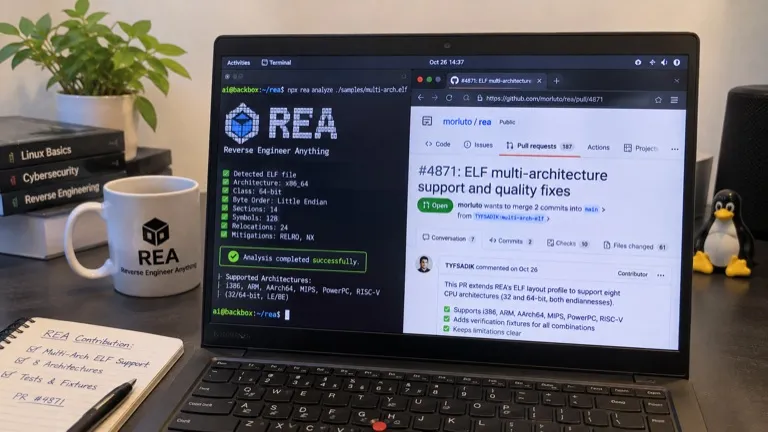 Activities
Terminal
Oct 26 14:37
ai@backbox:~/rea$ npx rea analyze ./samples/multi-arch.elf
REA
Reverse Engineer Anything
Detected ELF file
Architecture: x86_64
Class: 64-bit
Byte Order: Little Endian
Sections: 14
Symbols: 128
Relocations: 24
Mitigations: RELRO, NX
Analysis completed successfully.
Supported Architectures:
i386, ARM, AArch64, MIPS, PowerPC, RISC-V
(32/64-bit, LE/BE)
ai@backbox:~/rea$
#4871: ELF multi-architecture
https://github.com/morluto/rea/pull/4871
morluto / rea Public
Code
Issues
Pull requests 187
Actions
Projects
#4871: ELF multi-architecture
support and quality fixes
Open
morluto wants to merge 2 commits into main
from TYFSADIK:multi-arch-elf
Conversation 7
Commits 2
Checks 10
Files changed 61
TYFSADIK commented on Oct 26
Contributor
This PR extends REA's ELF layout profile to support eight
CPU architectures (32 and 64-bit, both endiannesses).
Supports i386, ARM, AArch64, MIPS, PowerPC, RISC-V
Adds verification fixtures for all combinations
Keeps limitations clear
Linux Basics
Cybersecurity
Reverse Engineering
REA
Reverse Engineer Anything
REA Contribution:
Multi-Arch ELF Support
8 Architectures
Tests & Fixtures
PR #4871